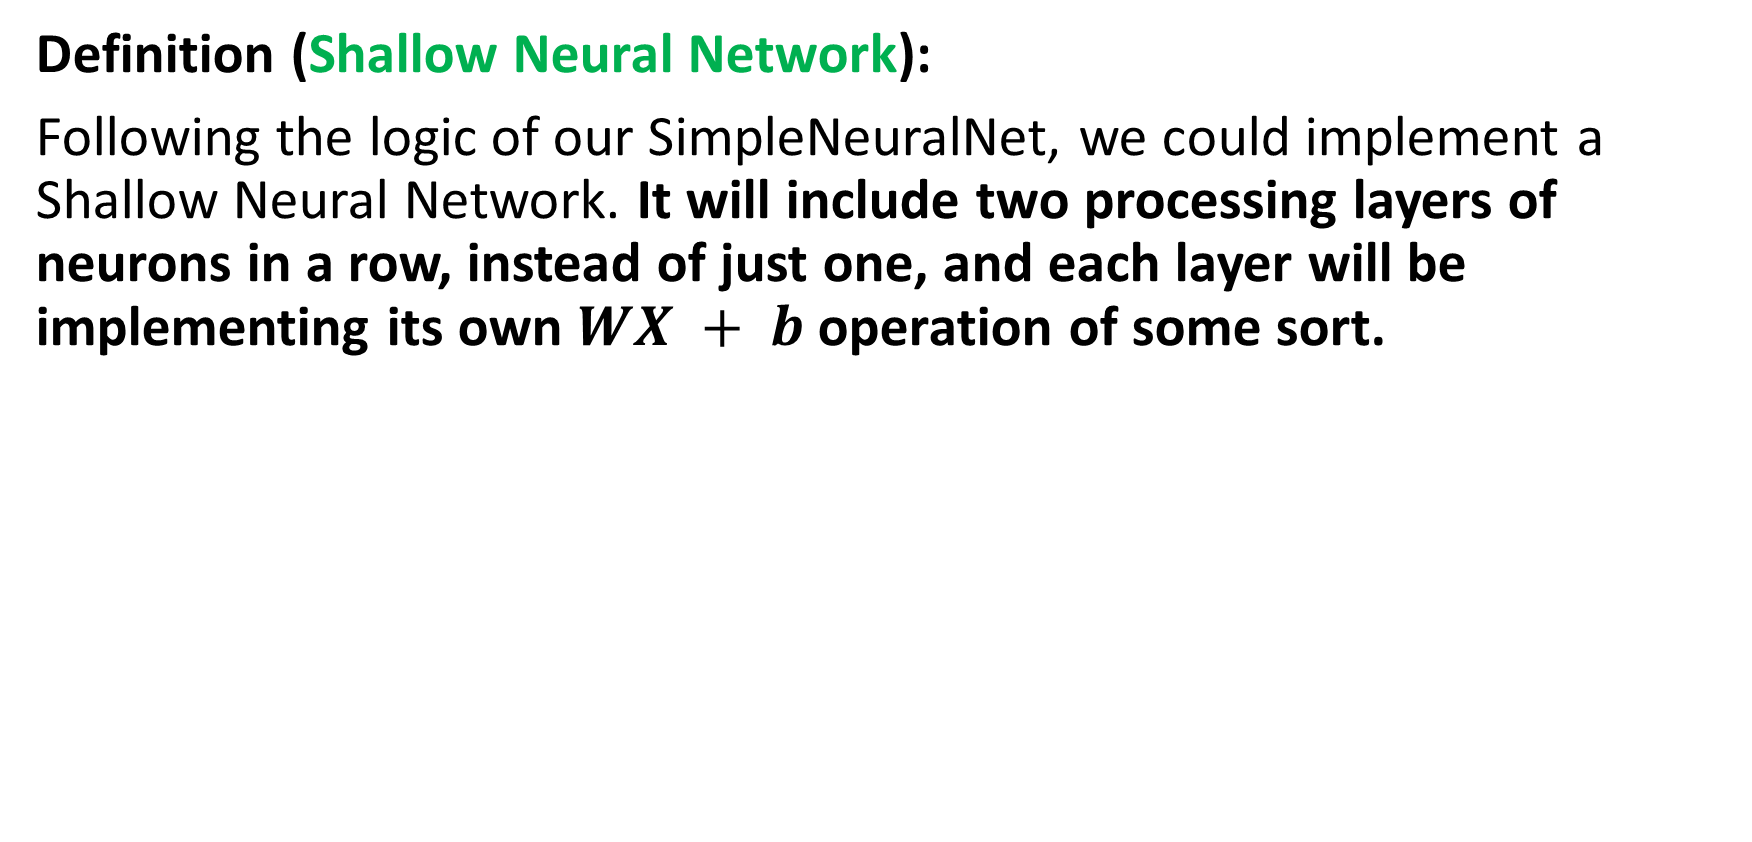 Definition (Shallow Neural Network):
Following the logic of our SimpleNeuralNet, we could implement a
Shallow Neural Network. It will include two processing layers of
neurons in a row, instead of just one, and each layer will be
implementing its own WX + b operation of some sort.